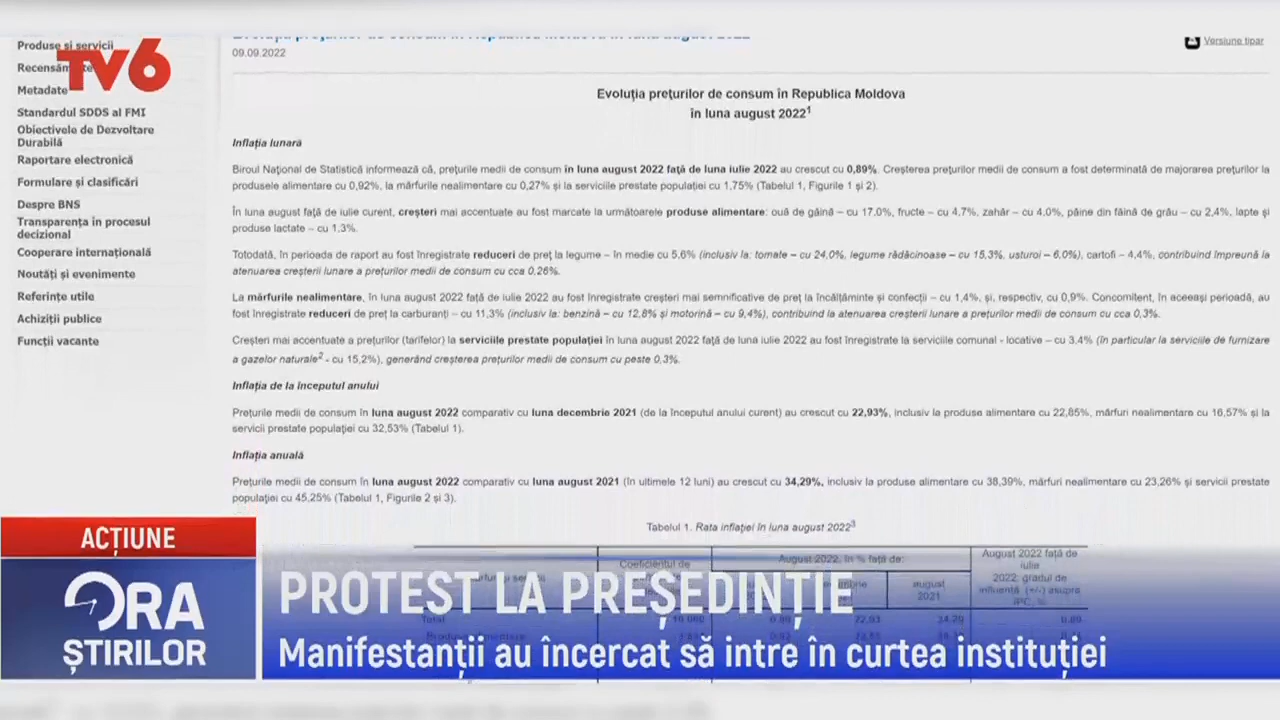 Produse și servicii
TV6
Metadate
Standardul SDDS al FMI
Obiectivele de Dezvoltare
Durabilă
Raportare electronică
Formulare și clasificări
Despre BNS
Transparența în procesul
decizional
Cooperare internațională
Noutăți și evenimente
Referințe utile
Achiziții publice
Funcții vacante
09.09.2022
Versiune tipar
Evoluția prețurilor de consum în Republica Moldova
în luna august 2022¹
Inflația lunară
Biroul Național de Statistică informează că, prețurile medii de consum în luna august 2022 față de luna iulie 2022 au crescut cu 0,89%. Creșterea prețurilor medii de consum a fost determinată de majorarea prețurilor la
produsele alimentare cu 0,92%, la mărfurile nealimentare cu 0,27% și la serviciile prestate populației cu 1,75% (Tabelul 1, Figurile 1 și 2).
În luna august față de iulie curent, creșteri mai accentuate au fost marcate la următoarele produse alimentare: ouă de găină – cu 17,0%, fructe – cu 4,7%, zahăr – cu 4,0%, pâine din făină de grâu – cu 2,4%, lapte și
produse lactate – cu 1,3%.
Totodată, în perioada de raport au fost înregistrate reduceri de preț la legume – în medie cu 5,6% (inclusiv la: tomate – cu 24,0%, legume rădăcinoase – cu 15,3%, usturoi – 6,0%), cartofi – 4,4%, contribuind împreună la
atenuarea creșterii lunare a prețurilor medii de consum cu cca 0,26%.
La mărfurile nealimentare, în luna august 2022 față de iulie 2022 au fost înregistrate creșteri mai semnificative de preț la încălțăminte și confecții – cu 1,4%, și, respectiv, cu 0,9%. Concomitent, în aceeași perioadă, au
fost înregistrate reduceri de preț la carburanți – cu 11,3% (inclusiv la: benzină – cu 12,8% și motorină – cu 9,4%), contribuind la atenuarea creșterii lunare a prețurilor medii de consum cu cca 0,3%.
Creșteri mai accentuate a prețurilor (tarifelor) la serviciile prestate populației în luna august 2022 față de luna iulie 2022 au fost înregistrate la serviciile comunal - locative – cu 3,4% (în particular la serviciile de furnizare
a gazelor naturale² - cu 15,2%), generând creșterea prețurilor medii de consum cu peste 0,3%.
Inflația de la începutul anului
Prețurile medii de consum în luna august 2022 comparativ cu luna decembrie 2021 (de la începutul anului curent) au crescut cu 22,93%, inclusiv la produse alimentare cu 22,85%, mărfuri nealimentare cu 16,57% și la
servicii prestate populației cu 32,53% (Tabelul 1).
Inflația anuală
Prețurile medii de consum în luna august 2022 comparativ cu luna august 2021 (în ultimele 12 luni) au crescut cu 34,29%, inclusiv la produse alimentare cu 38,39%, mărfuri nealimentare cu 23,26% și servicii prestate
populației cu 45,25% (Tabelul 1, Figurile 2 și 3).
Tabelul 1. Rata inflației în luna august 2022³
Coeficientul de
August 2022, în % față de:
august
2021
August 2022 față de
iulie
2022: gradul de
influență (+/-) asupra
IPC, %
ACȚIUNE
ORA
ȘTIRILOR
PROTEST LA PREȘEDINȚIE
Manifestanții au încercat să intre în curtea instituției